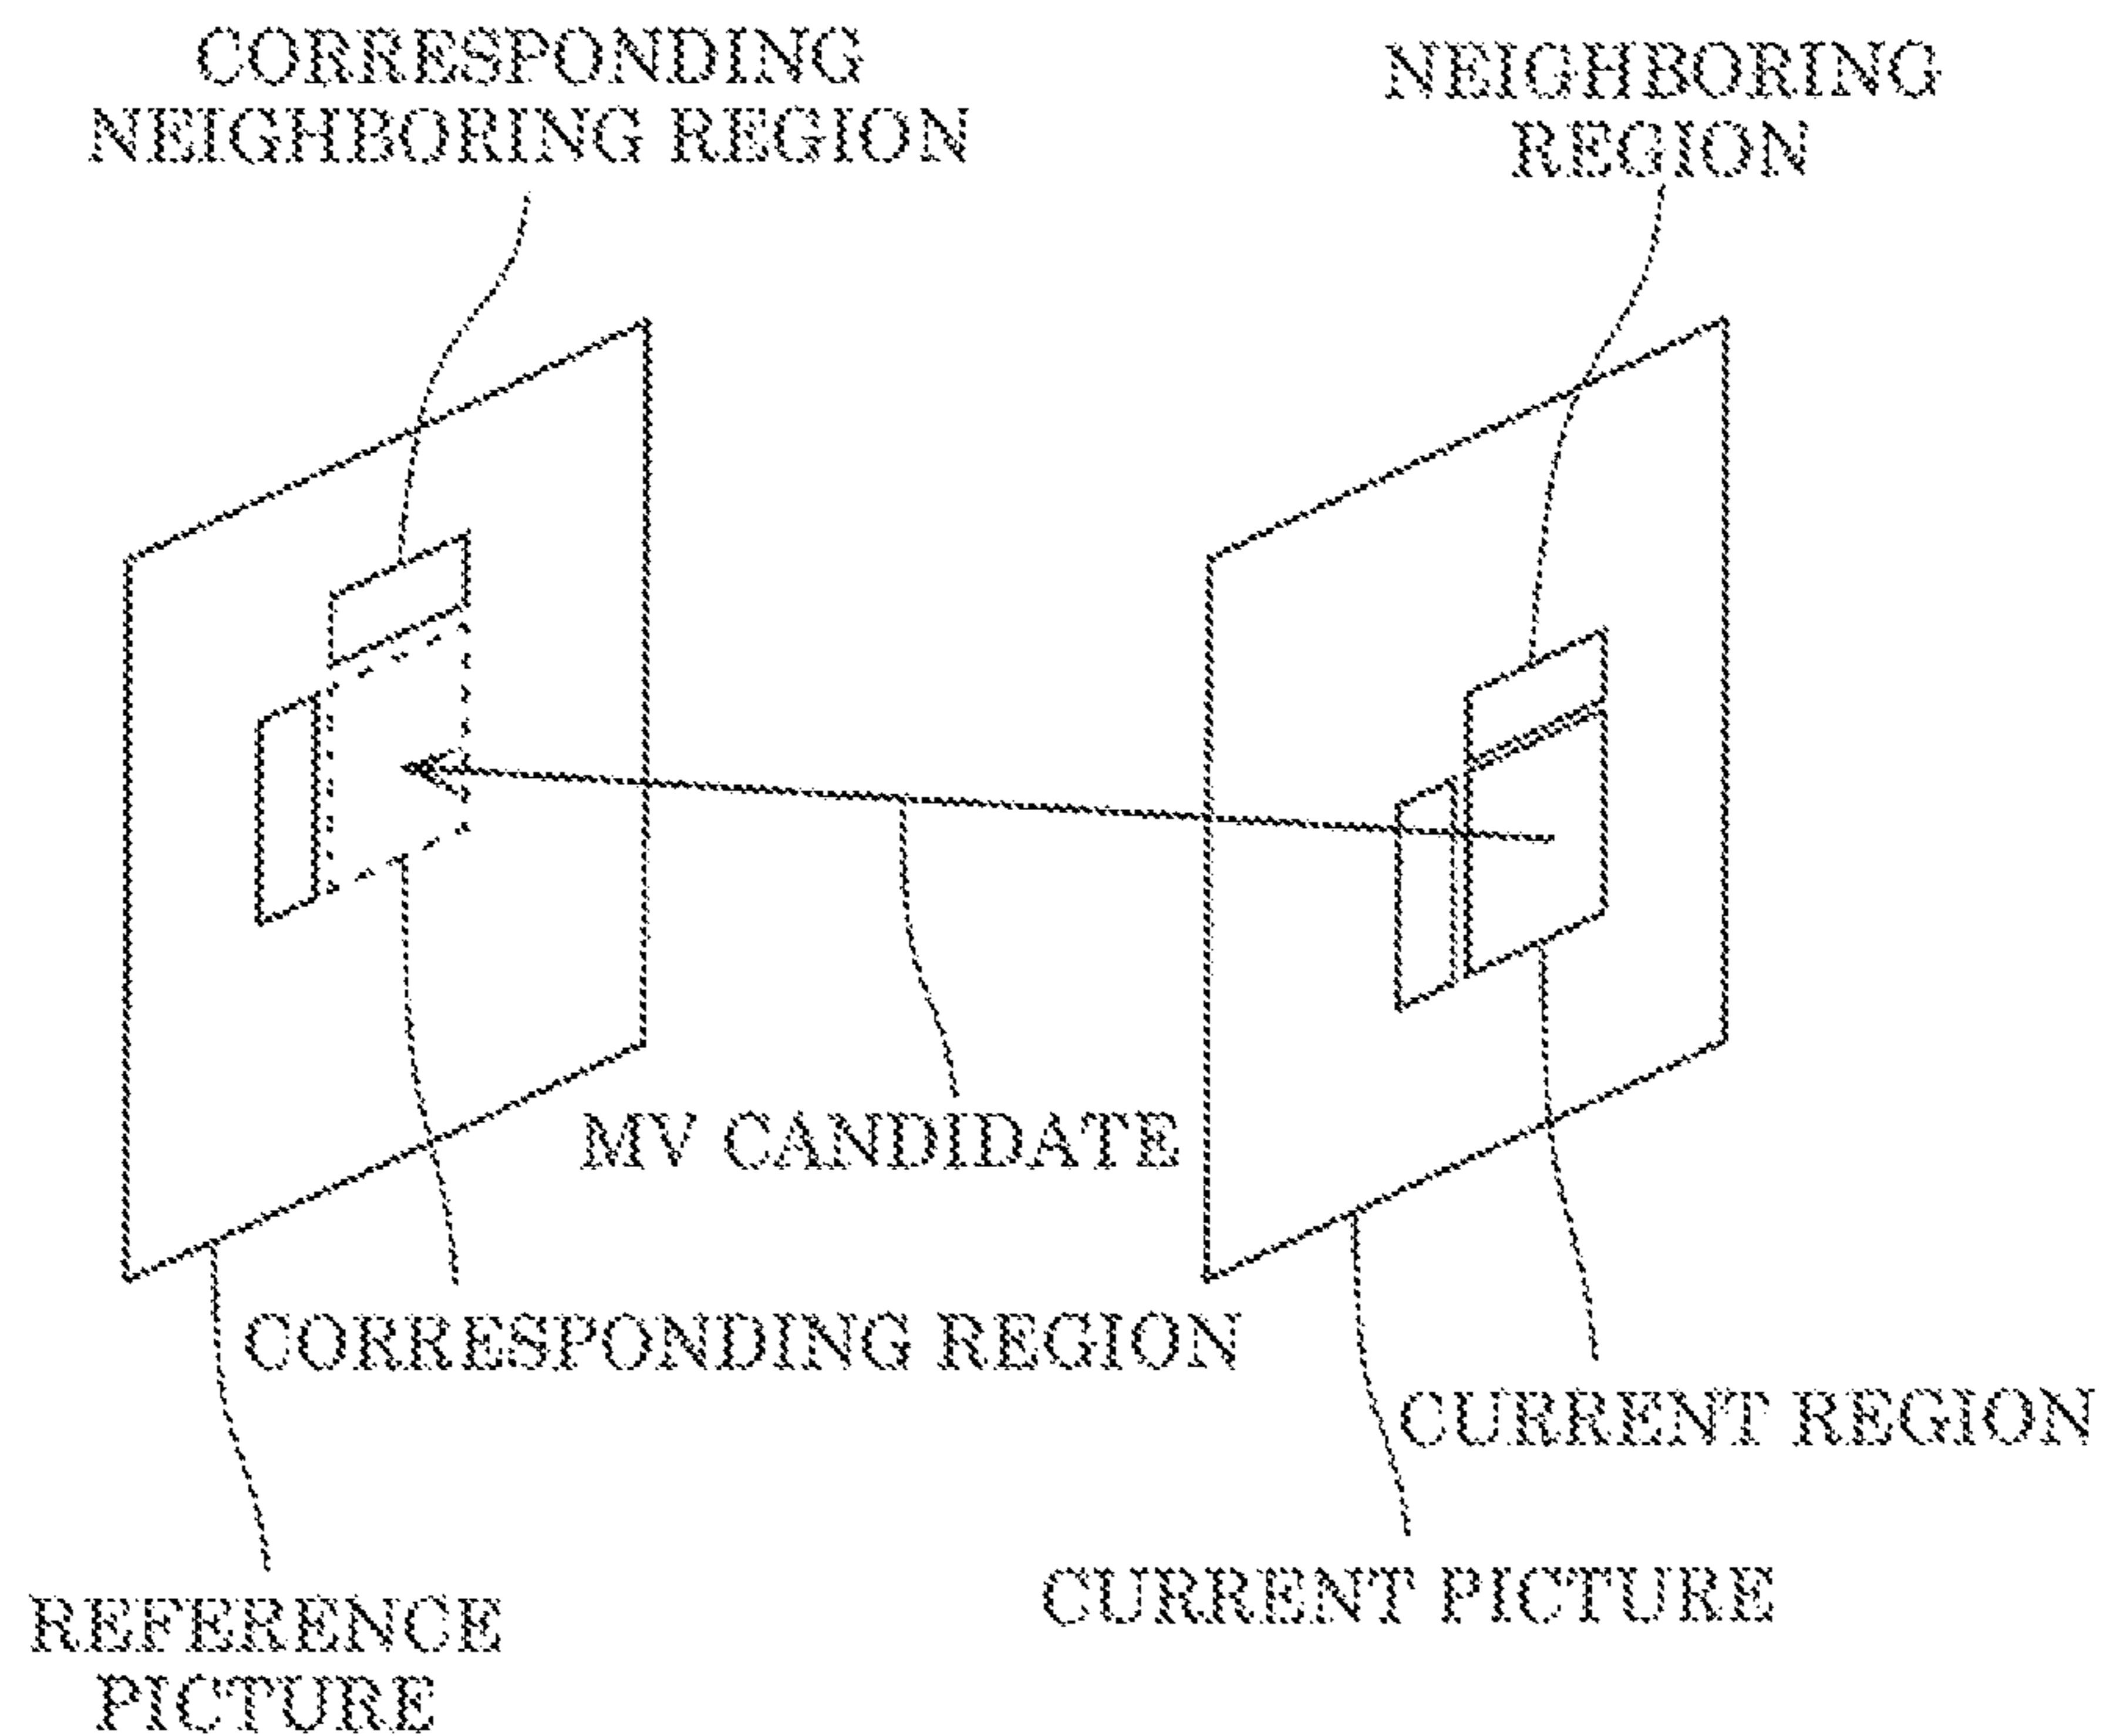 CORRESPONDING
NEIGHBORING REGION
NEIGHBORING
REGION
MV CANDIDATE
CORRESPONDING REGION
CURRENT REGION
CURRENT PICTURE
REFERENCE
PICTURE